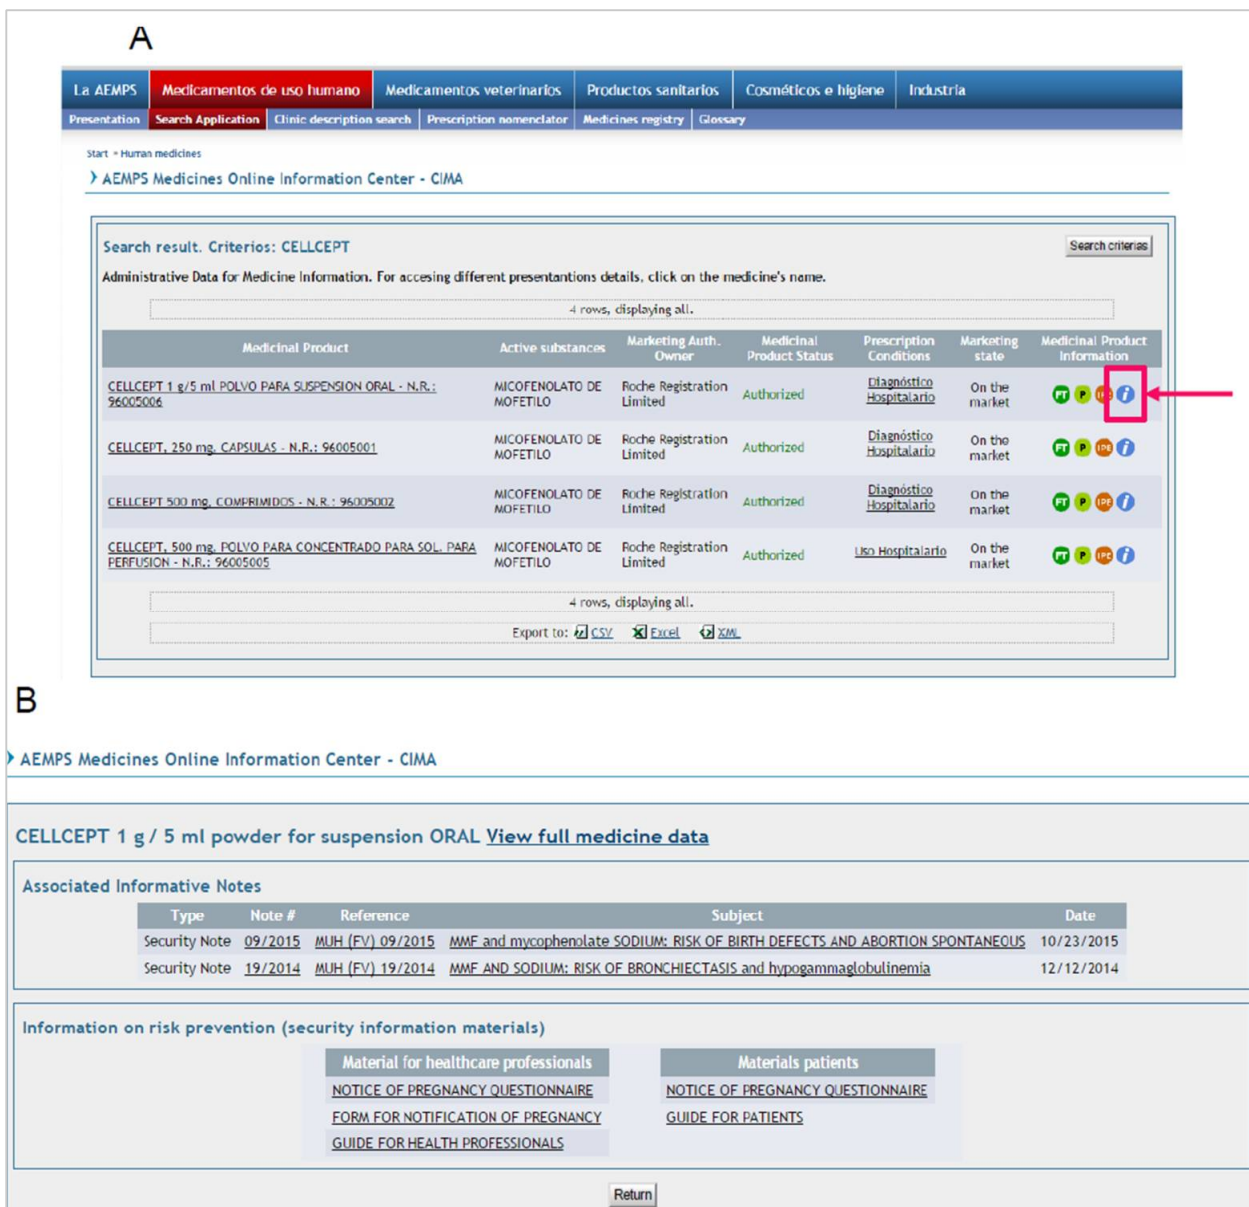 A
La AEMPS Medicamentos de uso humano Medicamentos veterinarios Productos sanitarios Cosméticos e higiene Industria
Presentation Search Application Clinic description search Prescription nomenclator Medicines registry Glossary
Start » Human medicines
AEMPS Medicines Online Information Center - CIMA
Search result. Criterios: CELLCEPT Search criterias
Administrative Data for Medicine Information. For accesing different presentantions details, click on the medicine's name.
4 rows, displaying all.
Medicinal Product Active substances Marketing Auth. Owner Medicinal Product Status Prescription Conditions Marketing state Medicinal Product Information
CELLCEPT 1 g/5 ml POLVO PARA SUSPENSION ORAL - N.R.: 96005006 MICOFENOLATO DE MOFETILO Roche Registration Limited Authorized Diagnóstico Hospitalario On the market FT P IPE i
CELLCEPT, 250 mg, CAPSULAS - N.R.: 96005001 MICOFENOLATO DE MOFETILO Roche Registration Limited Authorized Diagnóstico Hospitalario On the market FT P IPE i
CELLCEPT 500 mg, COMPRIMIDOS - N.R.: 96005002 MICOFENOLATO DE MOFETILO Roche Registration Limited Authorized Diagnóstico Hospitalario On the market FT P IPE i
CELLCEPT, 500 mg, POLVO PARA CONCENTRADO PARA SOL. PARA PERFUSION - N.R.: 96005005 MICOFENOLATO DE MOFETILO Roche Registration Limited Authorized Uso Hospitalario On the market FT P IPE i
4 rows, displaying all.
Export to: CSV Excel XML
B
AEMPS Medicines Online Information Center - CIMA
CELLCEPT 1 g / 5 ml powder for suspension ORAL View full medicine data
Associated Informative Notes
Type Note # Reference Subject Date
Security Note 09/2015 MUH (FV) 09/2015 MMF and mycophenolate SODIUM: RISK OF BIRTH DEFECTS AND ABORTION SPONTANEOUS 10/23/2015
Security Note 19/2014 MUH (FV) 19/2014 MMF AND SODIUM: RISK OF BRONCHIECTASIS and hypogammaglobulinemia 12/12/2014
Information on risk prevention (security information materials)
Material for healthcare professionals Materials patients
NOTICE OF PREGNANCY QUESTIONNAIRE NOTICE OF PREGNANCY QUESTIONNAIRE
FORM FOR NOTIFICATION OF PREGNANCY GUIDE FOR PATIENTS
GUIDE FOR HEALTH PROFESSIONALS
Return